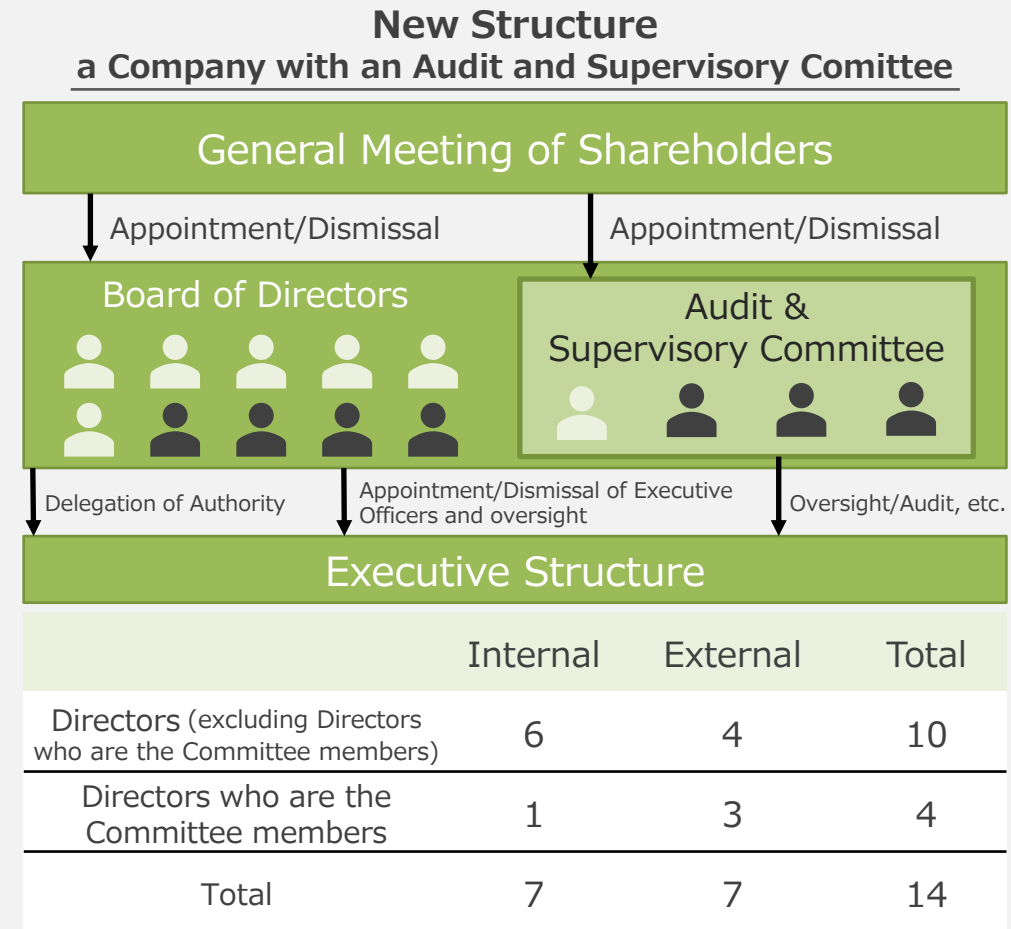 New Structure
a Company with an Audit and Supervisory Comittee
General Meeting of Shareholders
Appointment/Dismissal
Appointment/Dismissal
Board of Directors
Audit &
Supervisory Committee
Delegation of Authority
Appointment/Dismissal of Executive
Officers and oversight
Oversight/Audit, etc.
Executive Structure
Internal External Total
Directors (excluding Directors
who are the Committee members)
6 4 10
Directors who are the
Committee members
1 3 4
Total 7 7 14